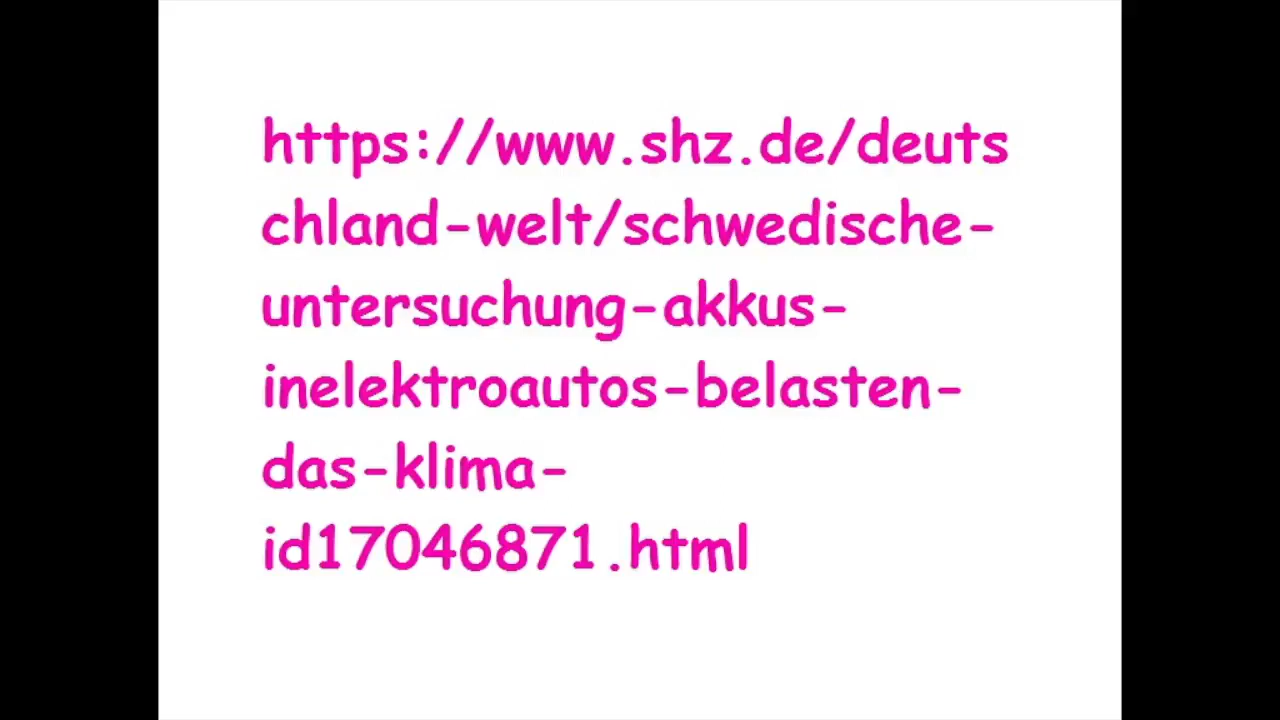 https://www.shz.de/deuts
chland-welt/schwedische-
untersuchung-akkus-
inelektroautos-belasten-
das-klima-
id17046871.html